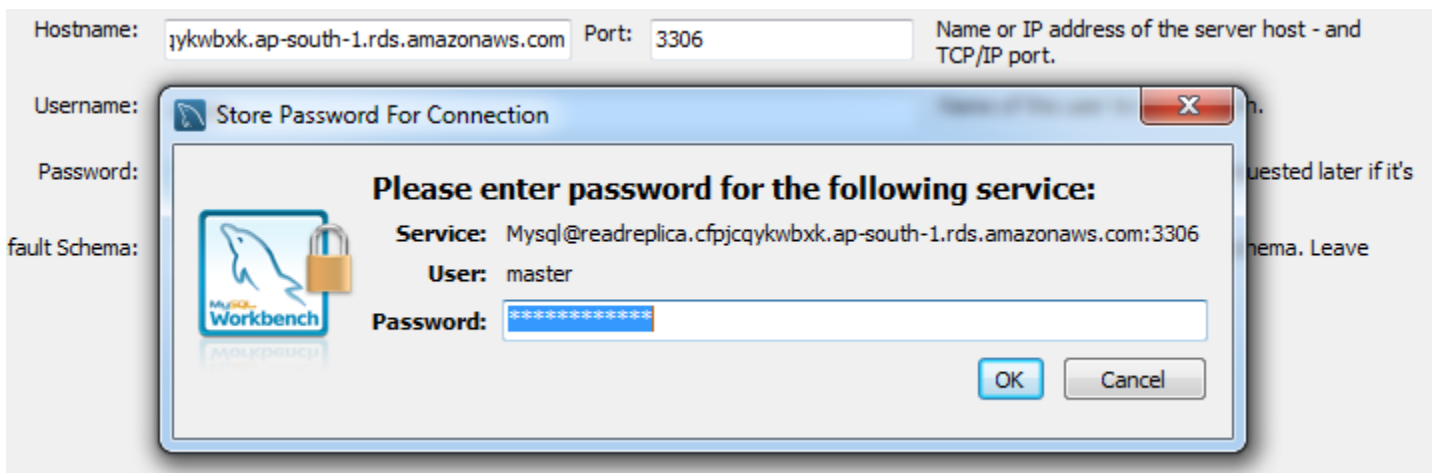 Hostname:
qykwbxk.ap-south-1.rds.amazonaws.com
Port:
3306
Name or IP address of the server host - and
TCP/IP port.
Username:
Store Password For Connection
Password:
uested later if it's
Please enter password for the following service:
Service: Mysql@readreplica.cfpjcqykwbxk.ap-south-1.rds.amazonaws.com:3306
fault Schema:
hema. Leave
User: master
MySQL
Workbench
Password: ************
OK
Cancel